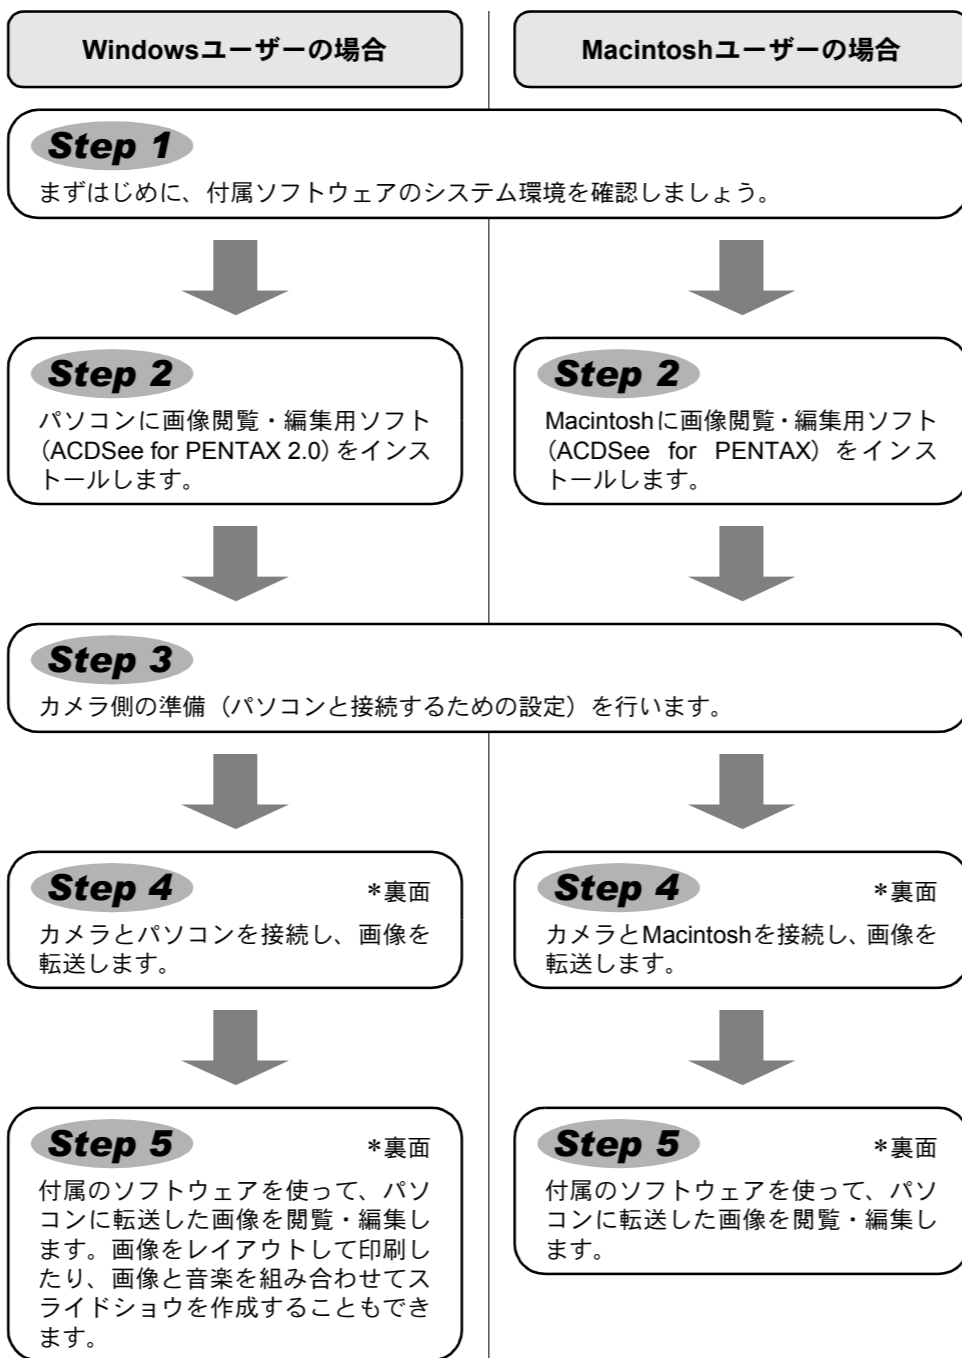 Windowsユーザーの場合
Macintoshユーザーの場合
Step 1
まずはじめに、付属ソフトウェアのシステム環境を確認しましょう。
Step 2
パソコンに画像閲覧・編集用ソフト
（ACDSee for PENTAX 2.0）をインス
トールします。
Step 2
Macintoshに画像閲覧・編集用ソフト
（ACDSee for PENTAX）をインス
トールします。
Step 3
カメラ側の準備（パソコンと接続するための設定）を行います。
Step 4 *裏面
カメラとパソコンを接続し、画像を
転送します。
Step 4 *裏面
カメラとMacintoshを接続し、画像を
転送します。
Step 5 *裏面
付属のソフトウェアを使って、パソ
コンに転送した画像を閲覧・編集し
ます。画像をレイアウトして印刷し
たり、画像と音楽を組み合わせてス
ライドショウを作成することもでき
ます。
Step 5 *裏面
付属のソフトウェアを使って、パソ
コンに転送した画像を閲覧・編集し
ます。